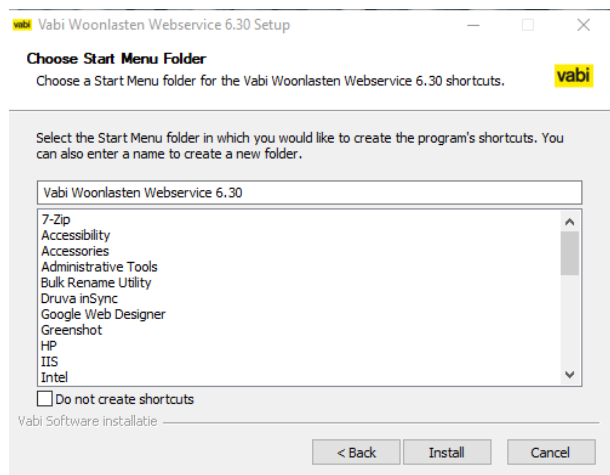 vabi Vabi Woonlasten Webservice 6.30 Setup
Choose Start Menu Folder
Choose a Start Menu folder for the Vabi Woonlasten Webservice 6.30 shortcuts.
vabi
Select the Start Menu folder in which you would like to create the program's shortcuts. You
can also enter a name to create a new folder.
Vabi Woonlasten Webservice 6.30
7-Zip
Accessibility
Accessories
Administrative Tools
Bulk Rename Utility
Druva inSync
Google Web Designer
Greenshot
HP
IIS
Intel
Do not create shortcuts
Vabi Software installatie
< Back Install Cancel